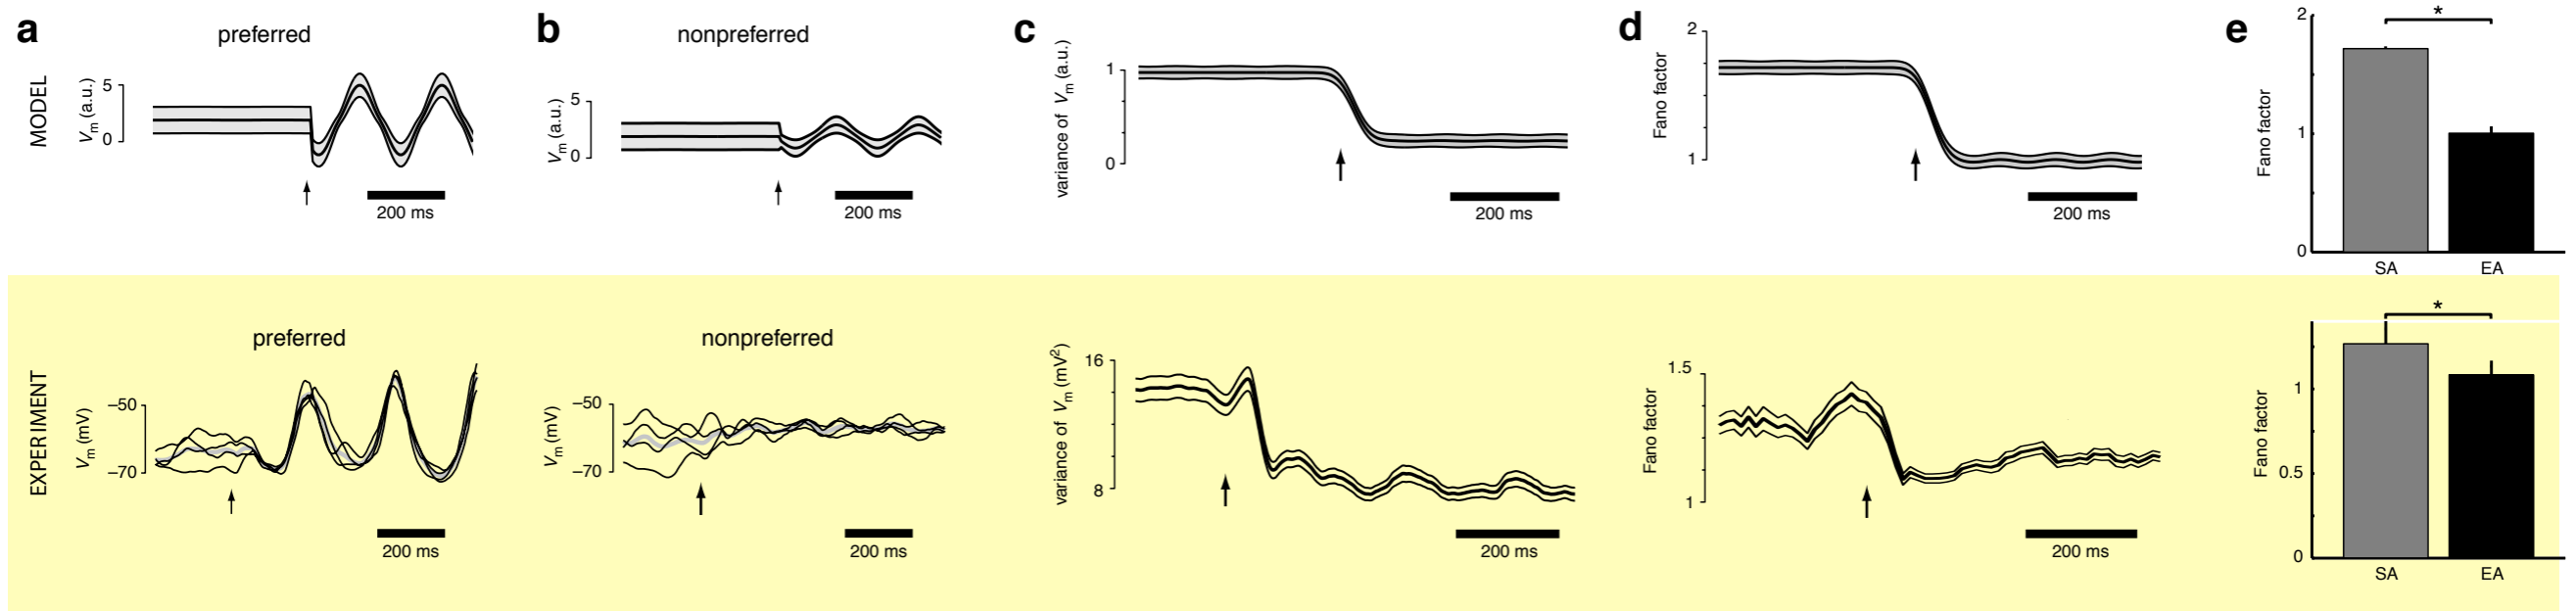 a
preferred
MODEL
Vm (a.u.)
5
0
200 ms
b
nonpreferred
Vm (a.u.)
5
0
200 ms
c
variance of Vm (a.u.)
1
0
200 ms
d
Fano factor
2
1
200 ms
e
Fano factor
2
1
0
*
SA EA
EXPERIMENT
preferred
Vm (mV)
–50
–70
200 ms
nonpreferred
Vm (mV)
–50
–70
200 ms
variance of Vm (mV²)
16
8
200 ms
Fano factor
1.5
1
200 ms
Fano factor
1
0.5
0
*
SA EA